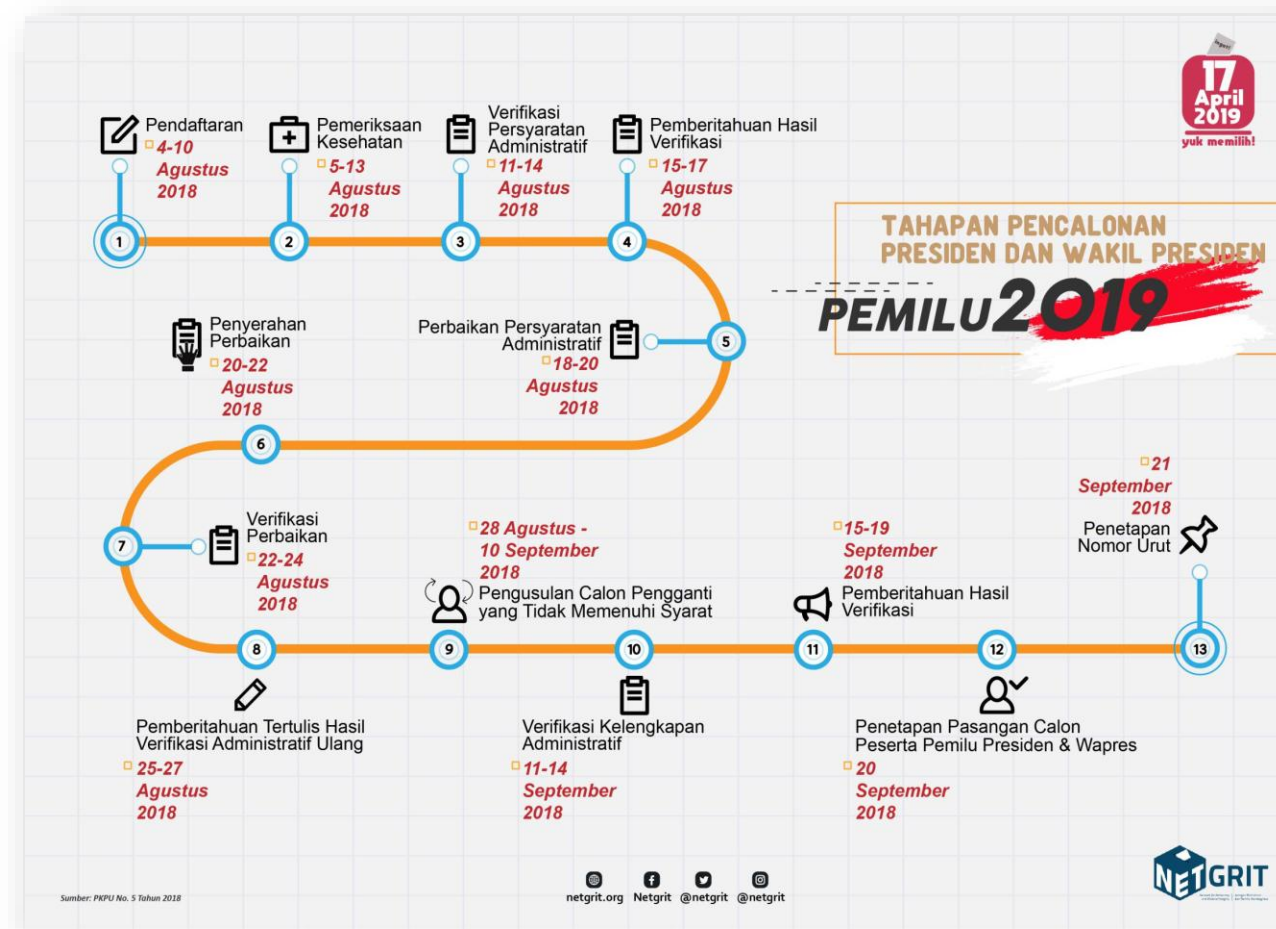 17
April
2019
yuk memilih!
TAHAPAN PENCALONAN
PRESIDEN DAN WAKIL PRESIDEN
PEMILU 2019
Pendaftaran
4-10
Agustus
2018
1
Pemeriksaan
Kesehatan
5-13
Agustus
2018
2
Verifikasi
Persyaratan
Administratif
11-14
Agustus
2018
3
Pemberitahuan Hasil
Verifikasi
15-17
Agustus
2018
4
Perbaikan Persyaratan
Administratif
18-20
Agustus
2018
5
Penyerahan
Perbaikan
20-22
Agustus
2018
6
Verifikasi
Perbaikan
22-24
Agustus
2018
7
8
Pemberitahuan Tertulis Hasil
Verifikasi Administratif Ulang
25-27
Agustus
2018
28 Agustus -
10 September
2018
Pengusulan Calon Pengganti
yang Tidak Memenuhi Syarat
9
10
Verifikasi Kelengkapan
Administratif
11-14
September
2018
15-19
September
2018
Pemberitahuan Hasil
Verifikasi
11
12
Penetapan Pasangan Calon
Peserta Pemilu Presiden & Wapres
20
September
2018
21
September
2018
Penetapan
Nomor Urut
13
Sumber: PKPU No. 5 Tahun 2018
netgrit.org Netgrit @netgrit @netgrit
NETGRIT